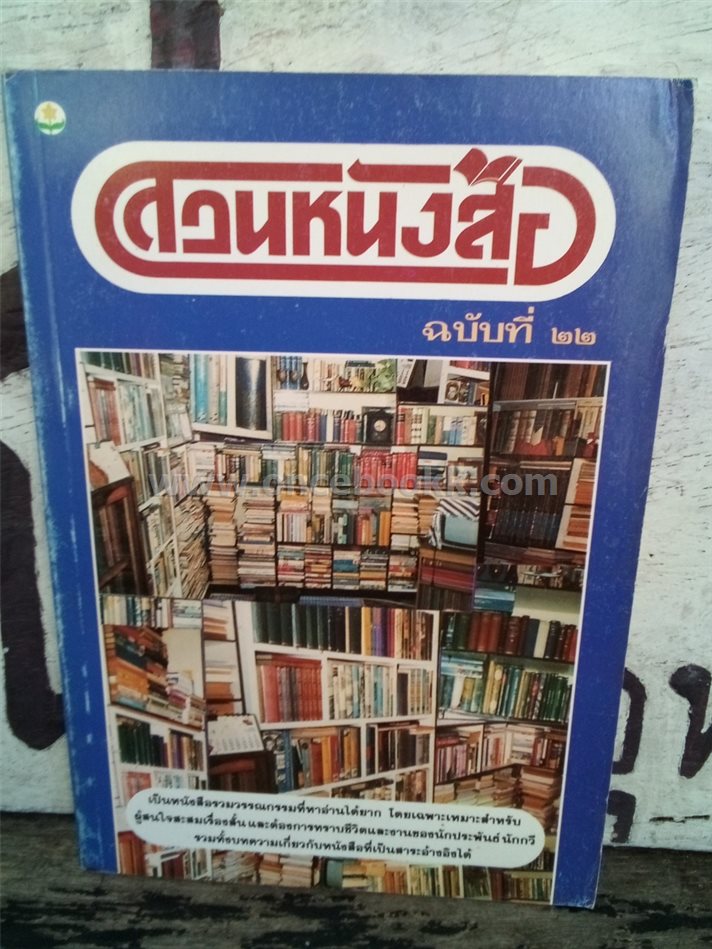 สวนหนังสือ
ฉบับที่ ๒๒
www.oncebookk.com
เป็นหนังสือรวมวรรณกรรมที่หาอ่านได้ยาก โดยเฉพาะเหมาะสำหรับ
ผู้สนใจสะสมเรื่องสั้น และต้องการทราบชีวิตและงานของนักประพันธ์ นักกวี
รวมทั้งบทความเกี่ยวกับหนังสือที่เป็นสาระอ้างอิงได้